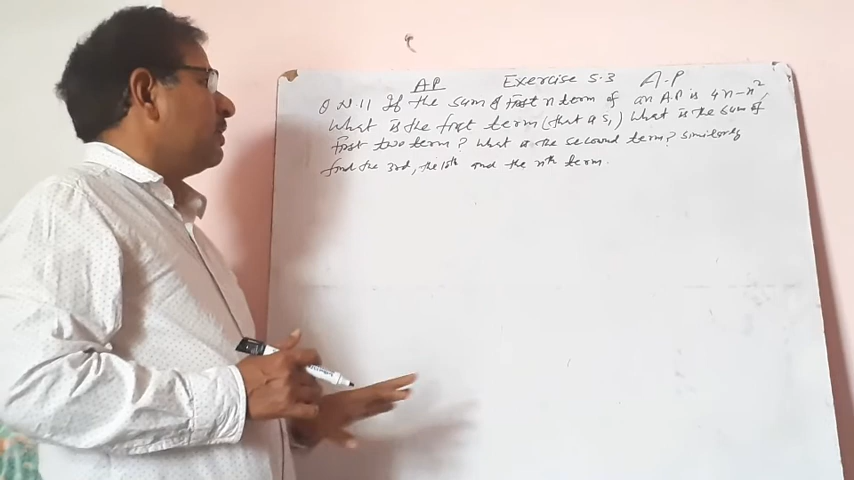 AP Exercise 5.3 A.P
Q N 11 If the sum of first n term of an AP is 4n-n²
What is the first term (that is S₁) What is the sum of
first two term? What is the second term? Similarly
find the 3rd, the 10th and the nth term.